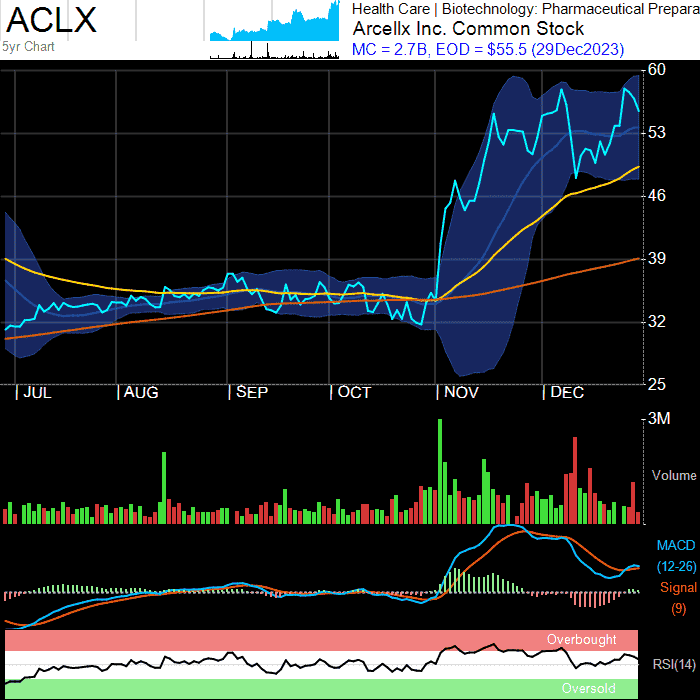 ACLX
5yr Chart
Health Care | Biotechnology: Pharmaceutical Prepara
Arcellx Inc. Common Stock
MC = 2.7B, EOD = $55.5 (29Dec2023)
60
53
46
39
32
25
| JUL | AUG | SEP | OCT | NOV | DEC
3M
Volume
MACD
(12-26)
Signal
(9)
Overbought
RSI(14)
Oversold